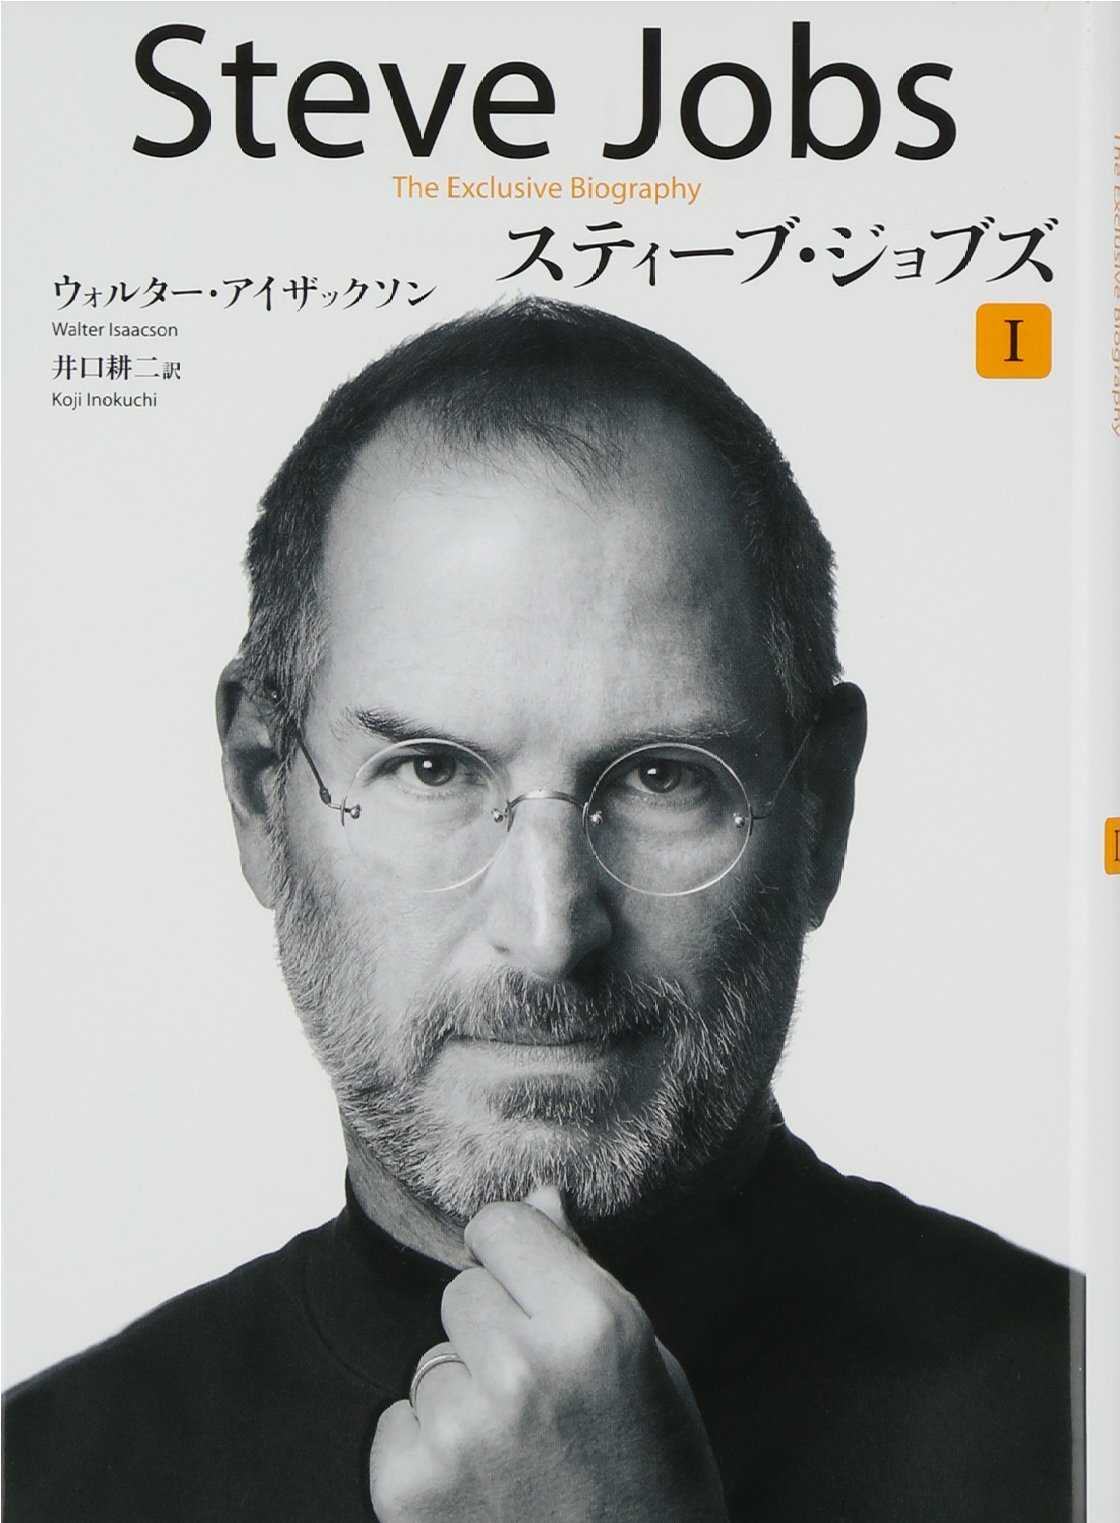 Steve Jobs
The Exclusive Biography
スティーブ・ジョブズ
ウォルター・アイザックソン
Walter Isaacson
井口耕二訳
Koji Inokuchi
I
The Exclusive Biography
I